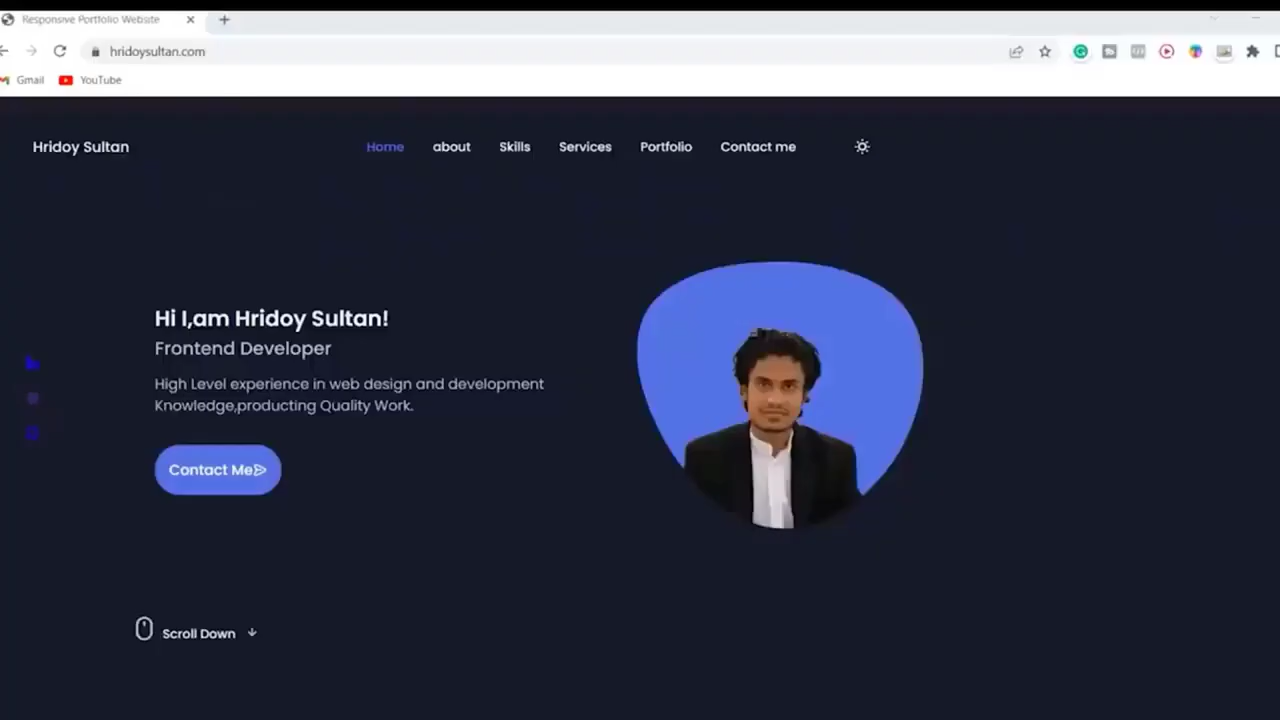 Responsive Portfolio Website
hridoysultan.com
Gmail YouTube
Hridoy Sultan Home about Skills Services Portfolio Contact me
Hi I,am Hridoy Sultan!
Frontend Developer
High Level experience in web design and development
Knowledge,producting Quality Work.
Contact Me
Scroll Down